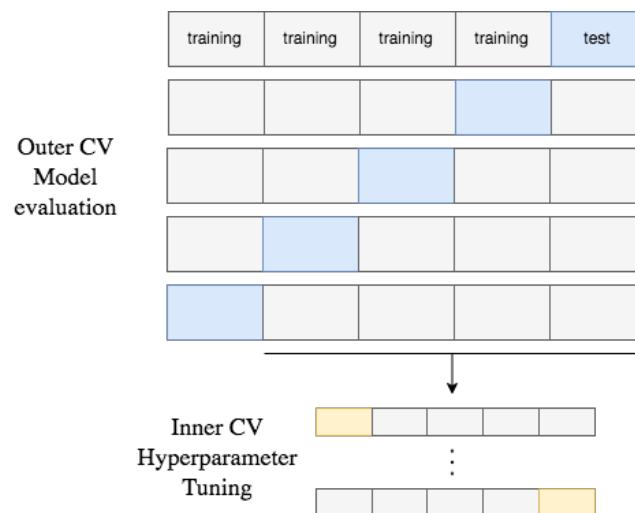 training training training training test
Outer CV
Model
evaluation
Inner CV
Hyperparameter
Tuning